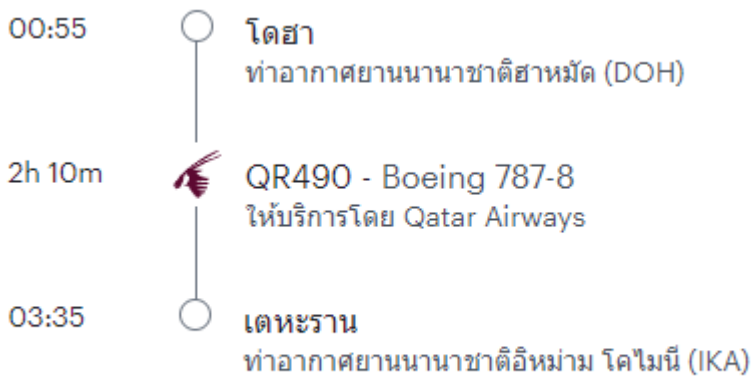 00:55
โดฮา
ท่าอากาศยานนานาชาติฮาหมัด (DOH)
2h 10m
QR490 - Boeing 787-8
ให้บริการโดย Qatar Airways
03:35
เตหะราน
ท่าอากาศยานนานาชาติอิหม่าม โคไมนี (IKA)